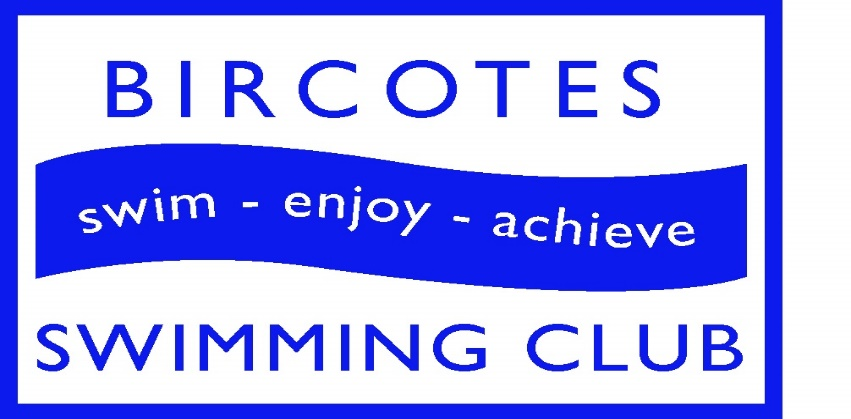 BIRCOTES
swim - enjoy - achieve
SWIMMING CLUB